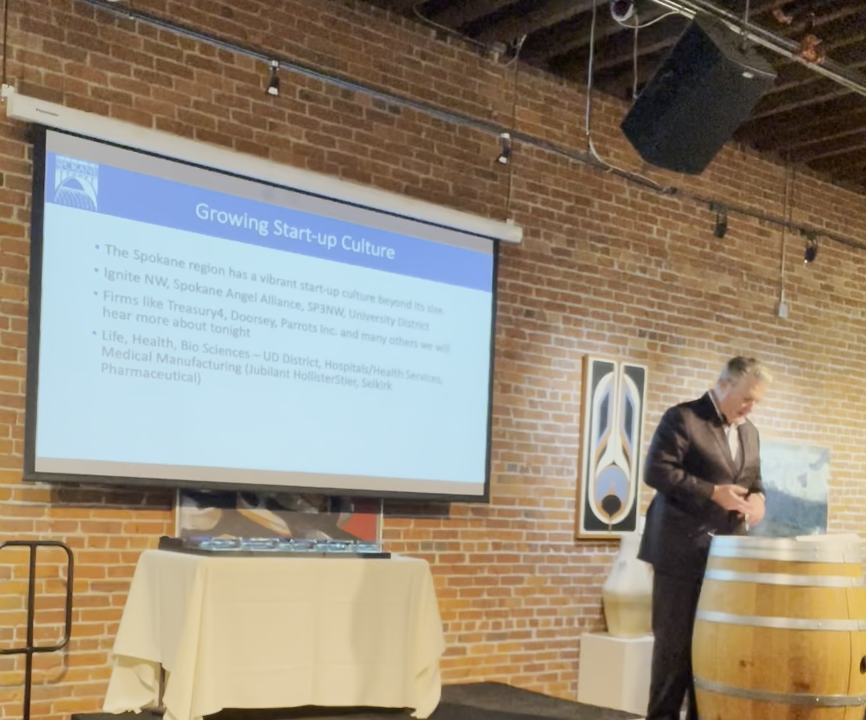 Growing Start-up Culture
• The Spokane region has a vibrant start-up culture beyond its size.
• Ignite NW, Spokane Angel Alliance, SP3NW, University District
• Firms like Treasury4, Doorsey, Parrots Inc. and many others we will
hear more about tonight
• Life, Health, Bio Sciences – UD District, Hospitals/Health Services,
Medical Manufacturing (Jubilant HollisterStier, Selkirk
Pharmaceutical)